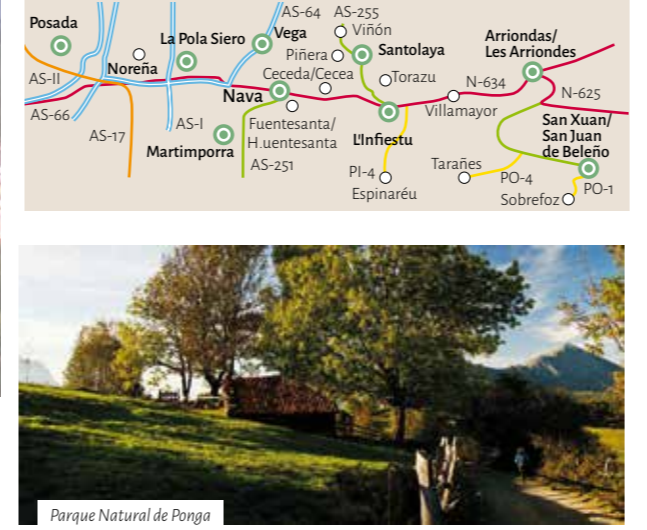 AS-64 AS-255
Posada
Viñón
La Pola Siero
Vega
Arriondas/
Les Arriondes
Piñera
Santolaya
Noreña
Ceceda/Cecea
Torazu
AS-II
N-634
Nava
N-625
AS-66
Villamayor
AS-I
Fuentesanta/
H.uentesanta
San Xuan/
San Juan
de Beleño
AS-17
L'Infiestu
Martimporra
AS-251
Tarañes
PI-4
PO-4
PO-1
Espinaréu
Sobrefoz
Parque Natural de Ponga